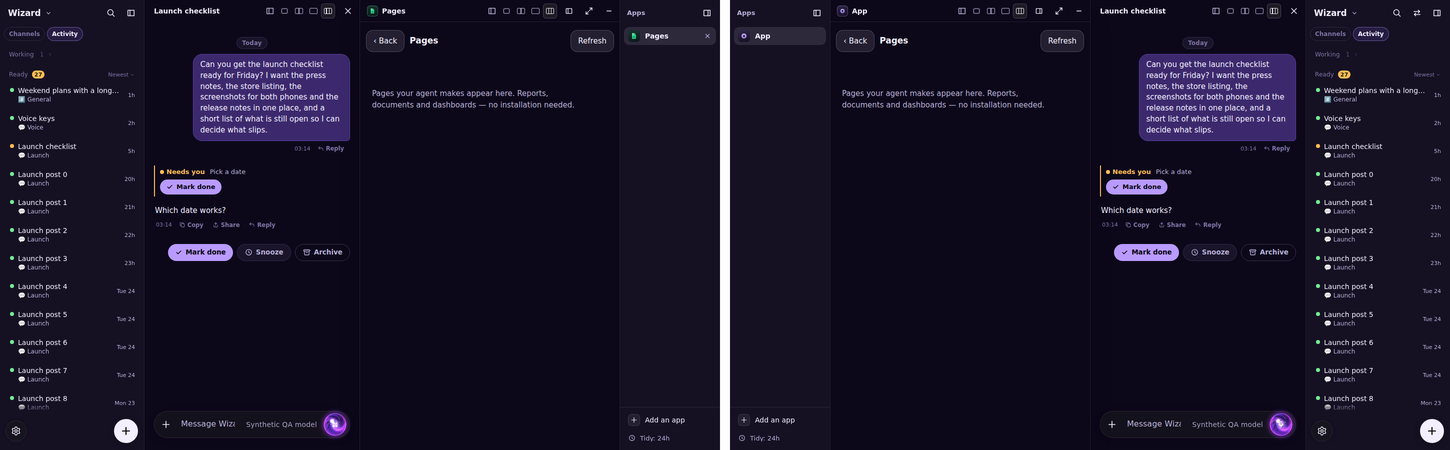 Wizard
Channels
Activity
Working 1
Ready 27
Newest
Weekend plans with a long...
General
1h
Voice keys
Voice
2h
Launch checklist
Launch
5h
Launch post 0
Launch
20h
Launch post 1
Launch
21h
Launch post 2
Launch
22h
Launch post 3
Launch
23h
Launch post 4
Launch
Tue 24
Launch post 5
Launch
Tue 24
Launch post 6
Launch
Tue 24
Launch post 7
Launch
Tue 24
Launch post 8
Launch
Mon 23
Launch checklist
Today
Can you get the launch checklist
ready for Friday? I want the press
notes, the store listing, the
screenshots for both phones and the
release notes in one place, and a
short list of what is still open so I can
decide what slips.
03:14 Reply
Needs you Pick a date
Mark done
Which date works?
03:14 Copy Share Reply
Mark done
Snooze
Archive
Message Wiz
Synthetic QA model
Pages
‹ Back
Pages
Refresh
Pages your agent makes appear here. Reports,
documents and dashboards — no installation needed.
Apps
Pages
Add an app
Tidy: 24h
Apps
App
Add an app
Tidy: 24h
App
‹ Back
Pages
Refresh
Pages your agent makes appear here. Reports,
documents and dashboards — no installation needed.
Launch checklist
Today
Can you get the launch checklist
ready for Friday? I want the press
notes, the store listing, the
screenshots for both phones and the
release notes in one place, and a
short list of what is still open so I can
decide what slips.
03:14 Reply
Needs you Pick a date
Mark done
Which date works?
03:14 Copy Share Reply
Mark done
Snooze
Archive
Message Wiz
Synthetic QA model
Wizard
Channels
Activity
Working 1
Ready 27
Newest
Weekend plans with a long...
General
1h
Voice keys
Voice
2h
Launch checklist
Launch
5h
Launch post 0
Launch
20h
Launch post 1
Launch
21h
Launch post 2
Launch
22h
Launch post 3
Launch
23h
Launch post 4
Launch
Tue 24
Launch post 5
Launch
Tue 24
Launch post 6
Launch
Tue 24
Launch post 7
Launch
Tue 24
Launch post 8
Launch
Mon 23